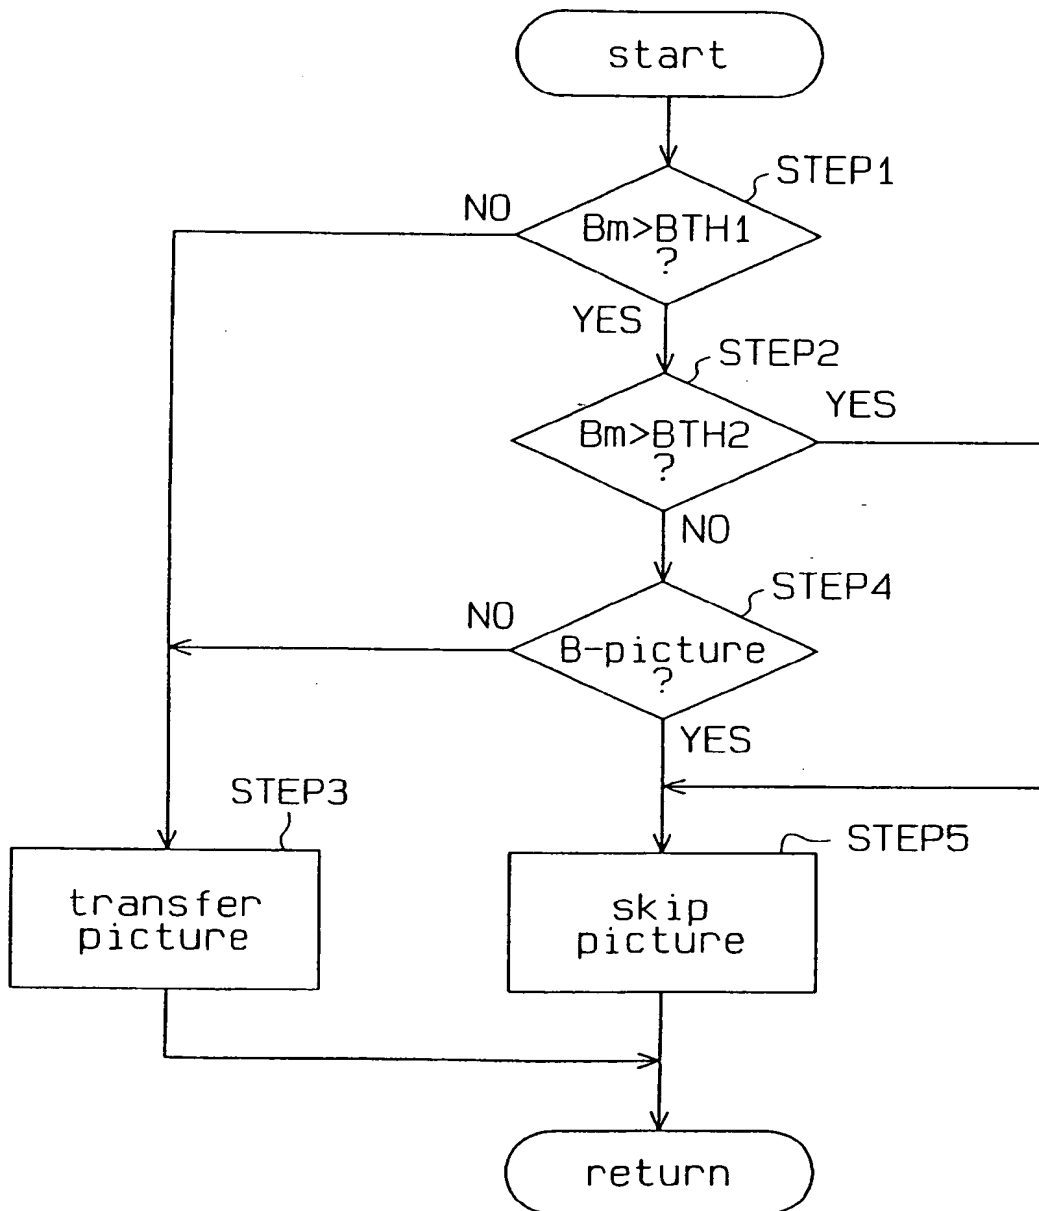 start
STEP1
NO
Bm>BTH1
?
YES
STEP2
YES
Bm>BTH2
?
NO
STEP4
NO
B-picture
?
YES
STEP3
STEP5
transfer
picture
skip
picture
return